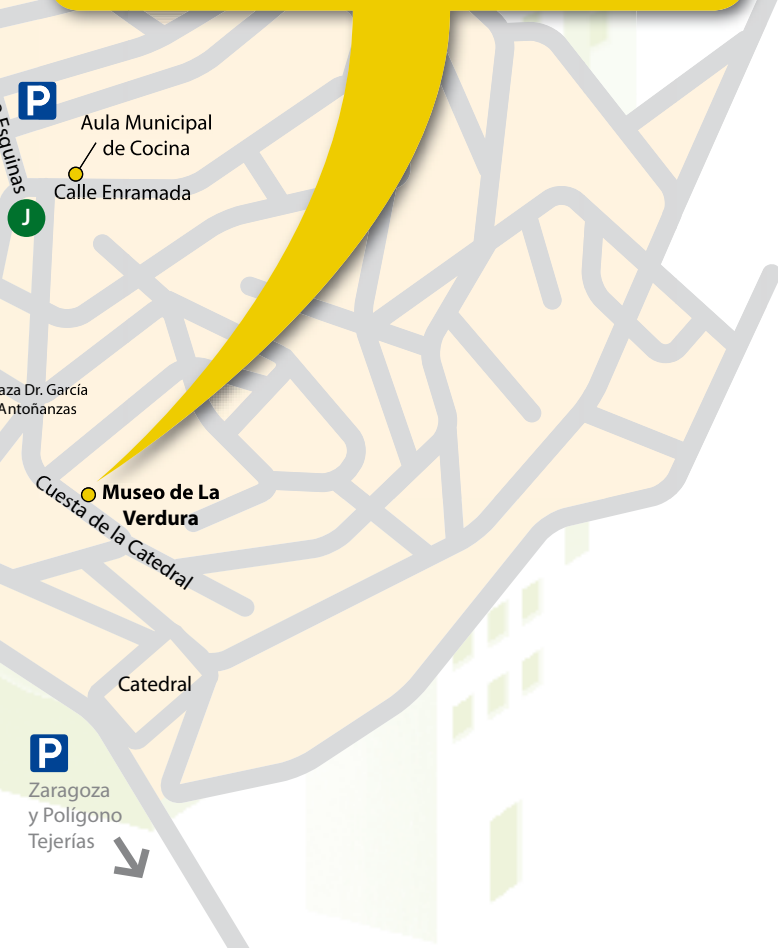 P
Esquinas
Aula Municipal
de Cocina
Calle Enramada
J
Dr. García
Antoñanzas
Museo de La
Verdura
Cuesta de la Catedral
Catedral
P
Zaragoza
y Polígono
Tejerías